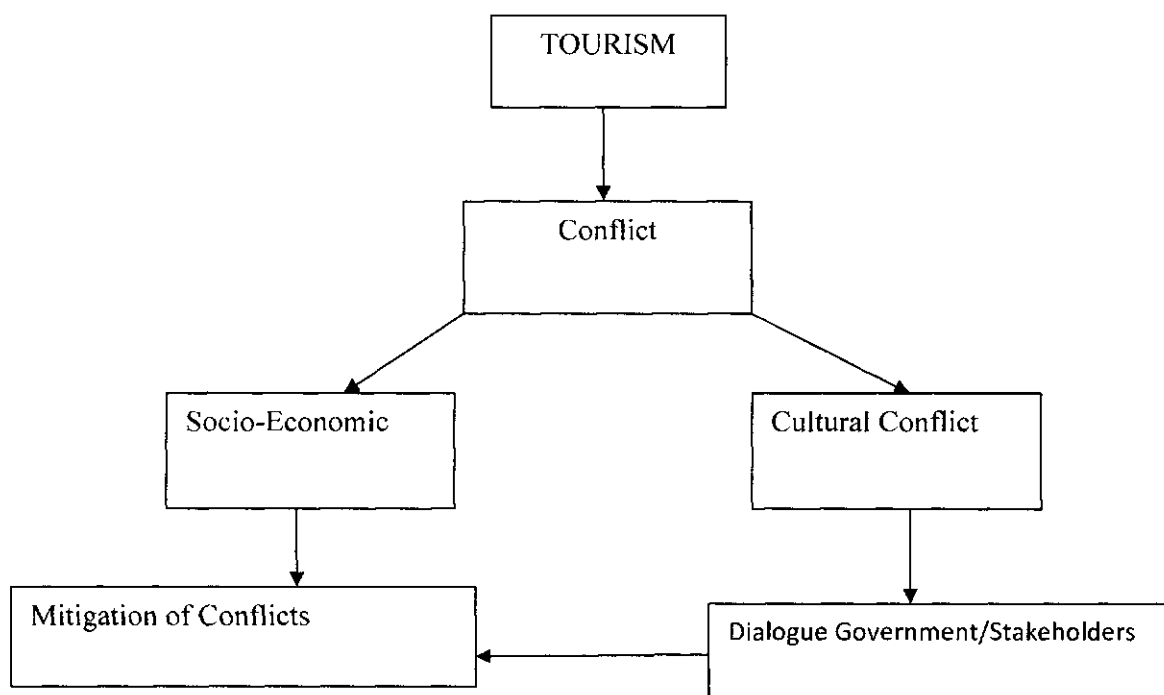 TOURISM
Conflict
Socio-Economic
Cultural Conflict
Mitigation of Conflicts
Dialogue Government/Stakeholders